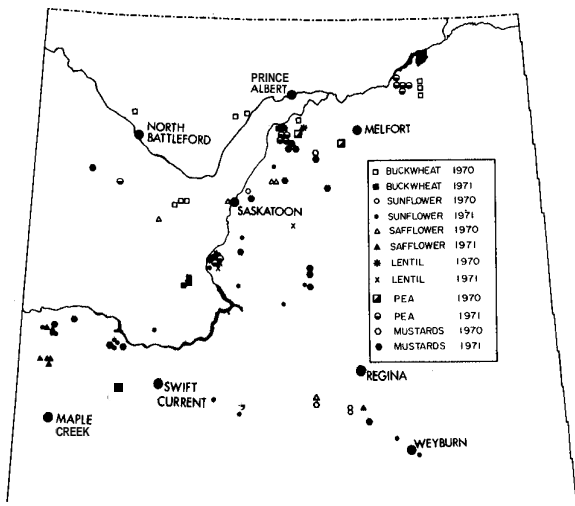 PRINCE
ALBERT
NORTH
BATTLEFORD
MELFORT
SASKATOON
BUCKWHEAT 1970
BUCKWHEAT 1971
SUNFLOWER 1970
SUNFLOWER 1971
SAFFLOWER 1970
SAFFLOWER 1971
LENTIL 1970
LENTIL 1971
PEA 1970
PEA 1971
MUSTARDS 1970
MUSTARDS 1971
REGINA
SWIFT
CURRENT
MAPLE
CREEK
WEYBURN